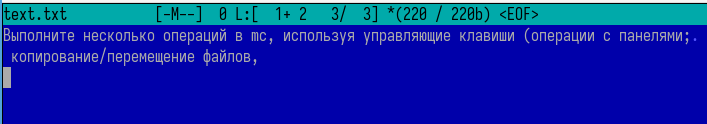 text.txt [-M--] 0 L:[ 1+ 2 3/ 3] *(220 / 220b) <EOF>
Выполните несколько операций в mc, используя управляющие клавиши (операции с панелями;.
копирование/перемещение файлов,